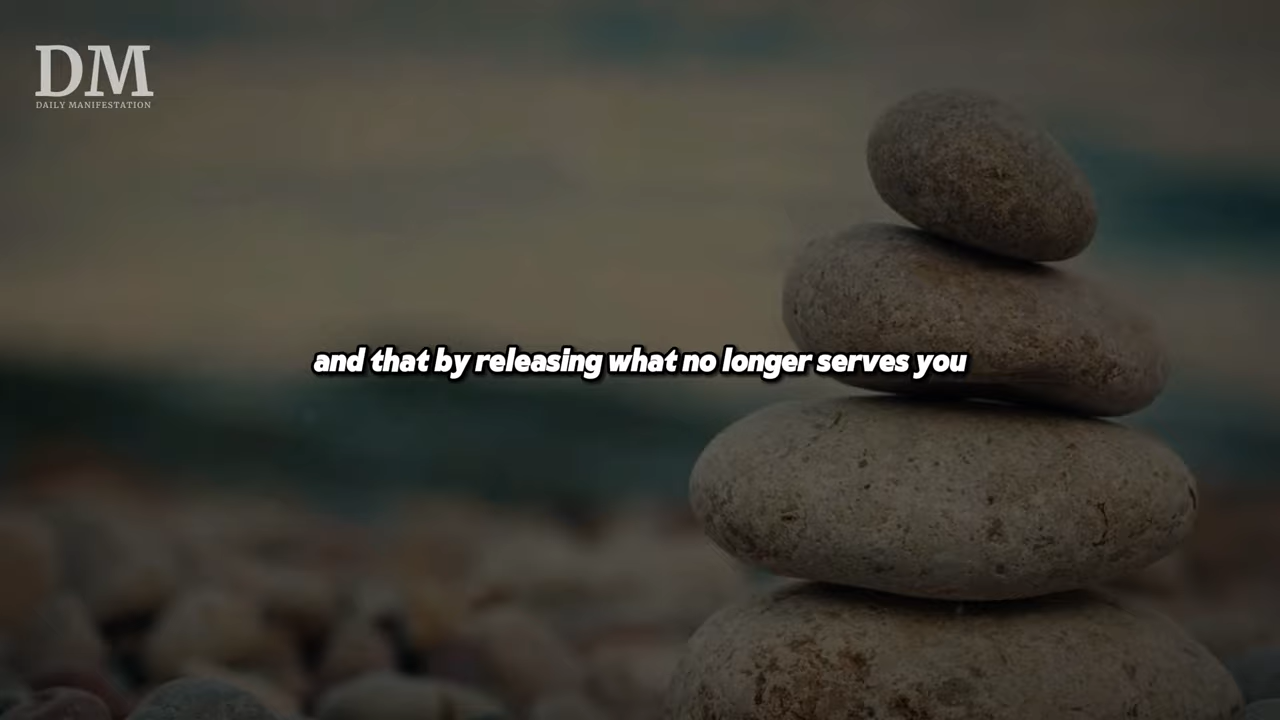 DM
DAILY MANIFESTATION
and that by releasing what no longer serves you